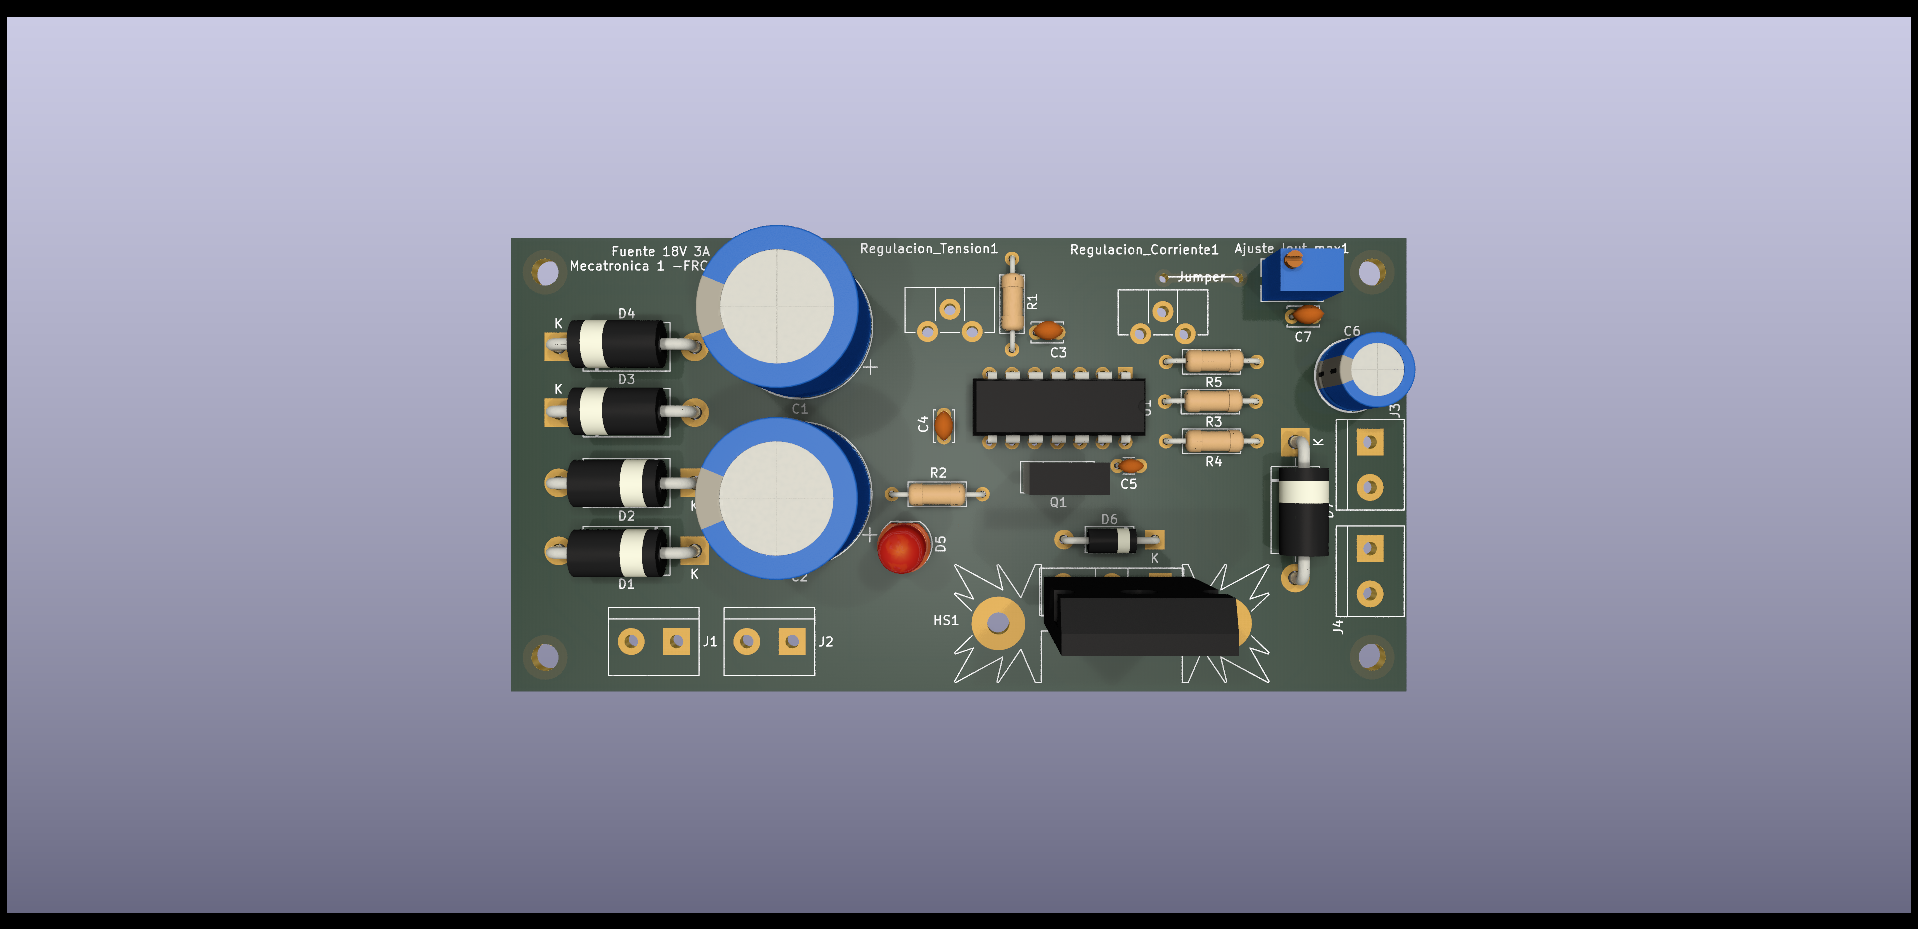 Fuente 18V 3A
Mecatronica 1 -FRC
Regulacion_Tension1
Regulacion_Corriente1
Ajuste
Jumper
R1
C3
C7
C6
D4
K
D3
K
C1
R5
R3
R4
J3
K
C4
R2
Q1
C5
D2
D5
D6
K
K
D1
HS1
J1
J2
J4